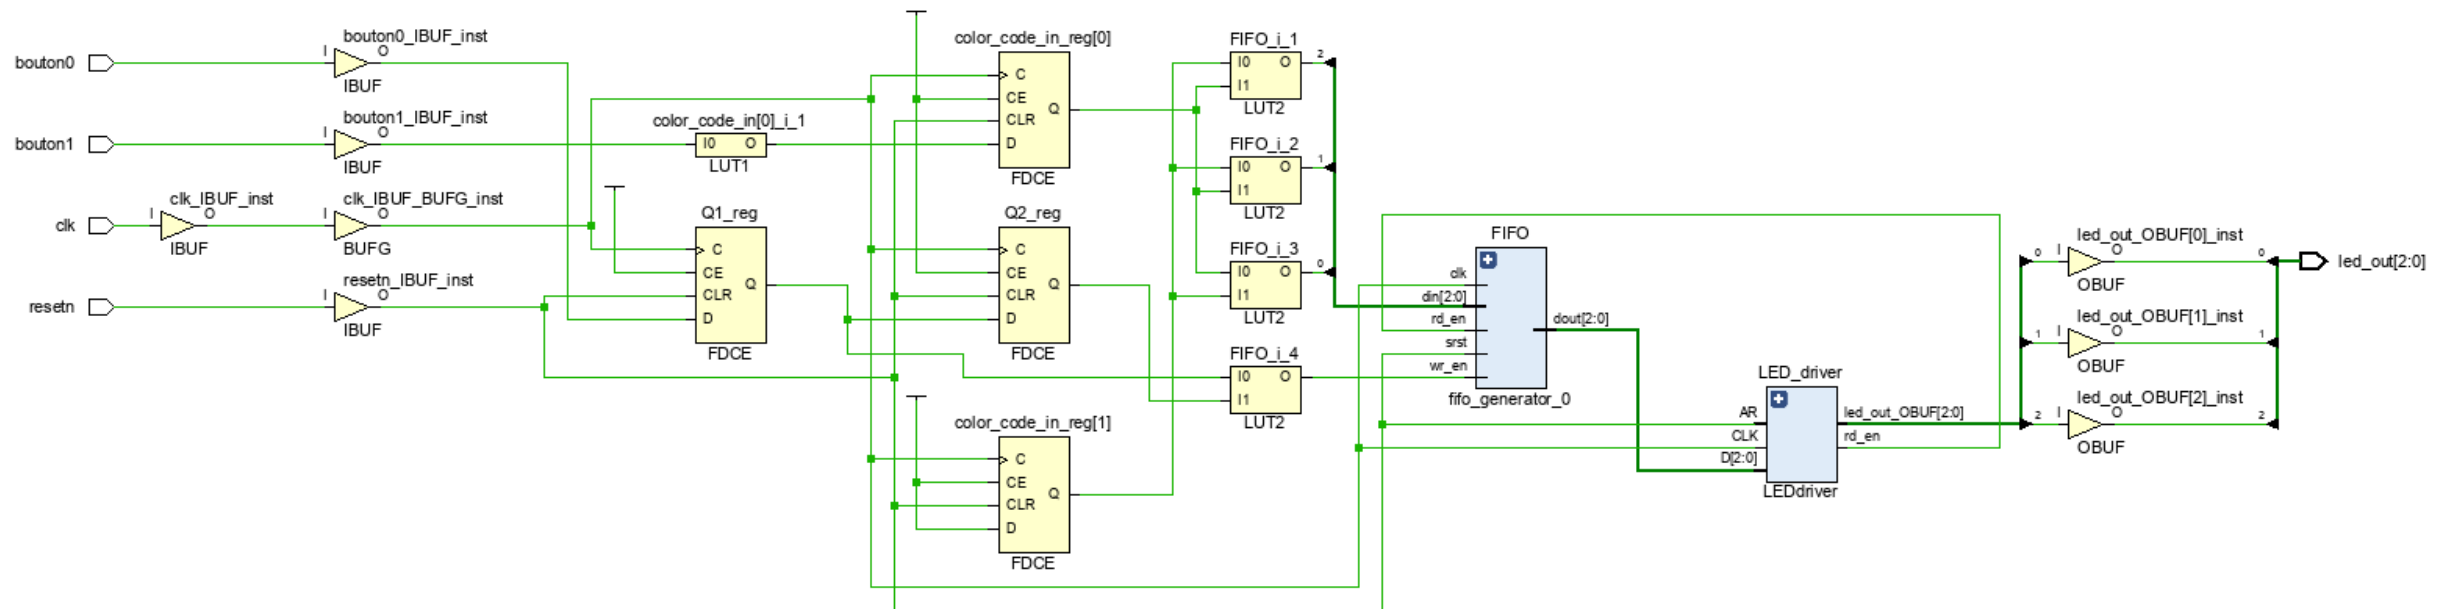 bouton0
I
bouton0_IBUF_inst
O
IBUF
bouton1
I
bouton1_IBUF_inst
O
IBUF
clk
I
clk_IBUF_inst
O
IBUF
I
clk_IBUF_BUFG_inst
O
BUFG
resetn
I
resetn_IBUF_inst
O
IBUF
color_code_in[0]_i_1
I0 O
LUT1
Q1_reg
C
CE
CLR
D
Q
FDCE
color_code_in_reg[0]
C
CE
CLR
D
Q
FDCE
Q2_reg
C
CE
CLR
D
Q
FDCE
color_code_in_reg[1]
C
CE
CLR
D
Q
FDCE
FIFO_i_1
I0 O
I1
LUT2
2
FIFO_i_2
I0 O
I1
LUT2
1
FIFO_i_3
I0 O
I1
LUT2
0
FIFO_i_4
I0 O
I1
LUT2
FIFO
clk
din[2:0]
rd_en
srst
wr_en
dout[2:0]
fifo_generator_0
LED_driver
AR
CLK
D[2:0]
led_out_OBUF[2:0]
rd_en
LEDdriver
led_out_OBUF[0]_inst
0 I O 0
OBUF
led_out_OBUF[1]_inst
1 I O 1
OBUF
led_out_OBUF[2]_inst
2 I O 2
OBUF
led_out[2:0]